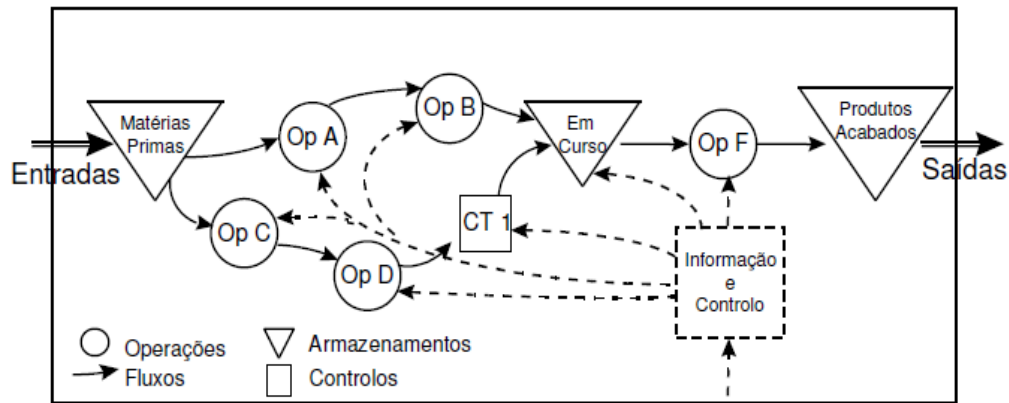 Matérias
Primas
Op A
Op B
Em
Curso
Op F
Produtos
Acabados
Entradas
Saídas
Op C
CT 1
Op D
Informação
e
Controlo
Operações
Armazenamentos
Fluxos
Controlos